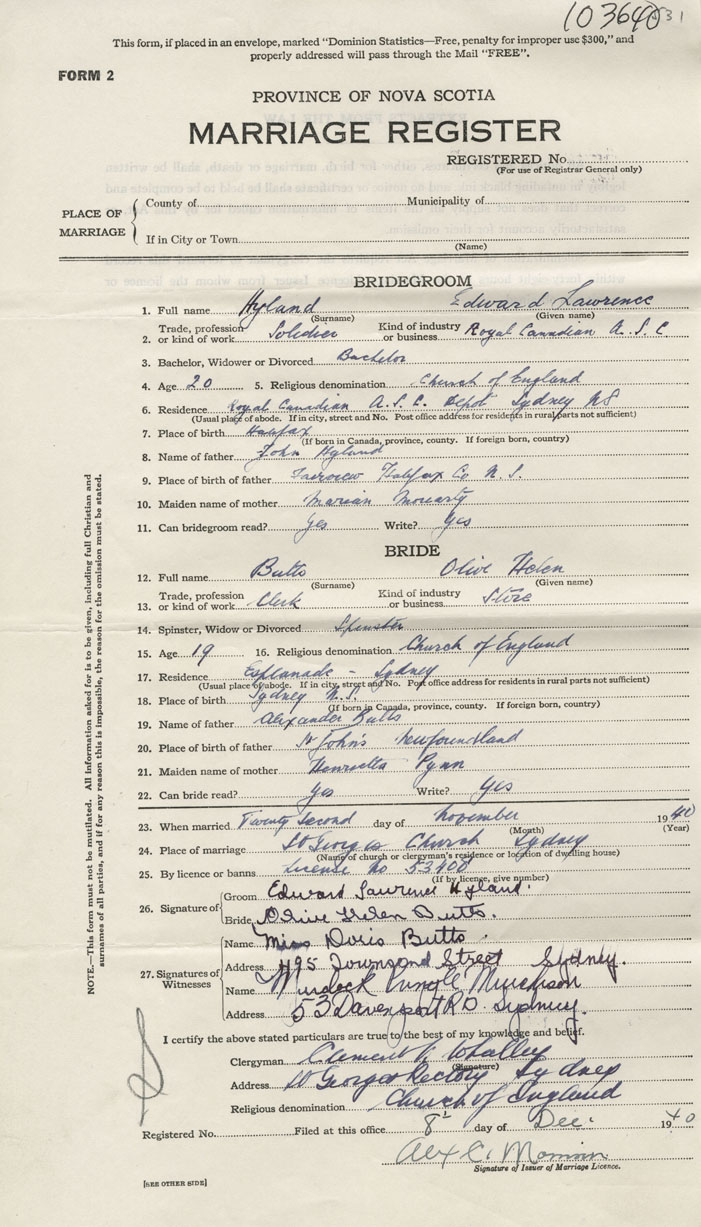 103640 31
This form, if placed in an envelope, marked "Dominion Statistics—Free, penalty for improper use $300," and
properly addressed will pass through the Mail "FREE".
FORM 2
PROVINCE OF NOVA SCOTIA
MARRIAGE REGISTER
REGISTERED No.
(For use of Registrar General only)
PLACE OF MARRIAGE
County of Municipality of
If in City or Town
(Name)
BRIDEGROOM
1. Full name Hyland Edward Lawrence
(Surname) (Given name)
2. Trade, profession or kind of work Soldier Kind of industry or business Royal Canadian A.S.C
3. Bachelor, Widower or Divorced Bachelor
4. Age 20 5. Religious denomination Church of England
6. Residence Royal Canadian A.S.C. Depot Sydney NS
(Usual place of abode. If in city, street and No. Post office address for residents in rural parts not sufficient)
7. Place of birth Halifax
(If born in Canada, province, county. If foreign born, country)
8. Name of father John Hyland
9. Place of birth of father Fairview Halifax Co N.S.
10. Maiden name of mother Marian Moriarty
11. Can bridegroom read? Yes Write? Yes
BRIDE
12. Full name Butts Olive Helen
(Surname) (Given name)
13. Trade, profession or kind of work Clerk Kind of industry or business Store
14. Spinster, Widow or Divorced Spinster
15. Age 19 16. Religious denomination Church of England
17. Residence Esplanade - Sydney
(Usual place of abode. If in city, street and No. Post office address for residents in rural parts not sufficient)
18. Place of birth Sydney N.S.
(If born in Canada, province, county. If foreign born, country)
19. Name of father Alexander Butts
20. Place of birth of father St John's Newfoundland
21. Maiden name of mother Henrietta Pynn
22. Can bride read? Yes Write? Yes
23. When married Twenty Second day of November 1940
(Month) (Year)
24. Place of marriage St Georges Church Sydney
(Name of church or clergyman's residence or location of dwelling house)
25. By licence or banns License No 53400
(If by licence, give number)
26. Signature of
Groom Edward Lawrence Hyland.
Bride Olive Helen Butts.
27. Signatures of Witnesses
Name Miss Doris Butts
Address 495 Townsend Street Sydney.
Name Murdock Murchison
Address 53 Davenport RD. Sydney.
I certify the above stated particulars are true to the best of my knowledge and belief.
Clergyman Clement Whalley
(Signature)
Address St Georges Rectory Sydney
Religious denomination Church of England
Registered No. Filed at this office 8th day of Dec. 1940
Alex C.
Signature of Issuer of Marriage Licence.
[SEE OTHER SIDE]
NOTE.—This form must not be mutilated. All information asked for is to be given, including full Christian and
surnames of all parties, and if for any reason this is impossible, the reason for the omission must be stated.